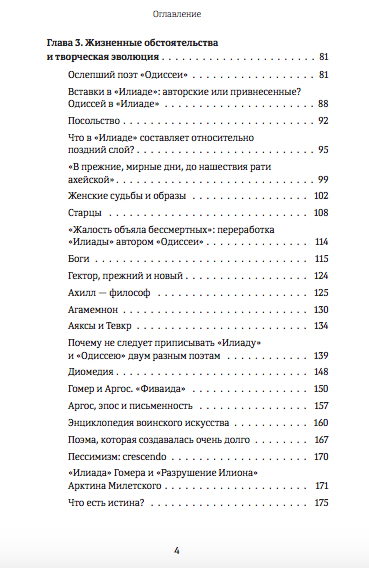 Оглавление
Глава 3. Жизненные обстоятельства
и творческая эволюция . . . . . . . . . . . . . . . . . . . . . . . . . . 81
Ослепший поэт «Одиссеи» . . . . . . . . . . . . . . . . . . . . . 81
Вставки в «Илиаде»: авторские или привнесенные?
Одиссей в «Илиаде» . . . . . . . . . . . . . . . . . . . . . . . . . . 88
Посольство . . . . . . . . . . . . . . . . . . . . . . . . . . . . . . . . . 92
Что в «Илиаде» составляет относительно
поздний слой? . . . . . . . . . . . . . . . . . . . . . . . . . . . . . . 95
«В прежние, мирные дни, до нашествия рати
ахейской» . . . . . . . . . . . . . . . . . . . . . . . . . . . . . . . . . . 99
Женские судьбы и образы . . . . . . . . . . . . . . . . . . . . 102
Старцы . . . . . . . . . . . . . . . . . . . . . . . . . . . . . . . . . . . . 108
«Жалость объяла бессмертных»: переработка
«Илиады» автором «Одиссеи» . . . . . . . . . . . . . . . . . 114
Боги . . . . . . . . . . . . . . . . . . . . . . . . . . . . . . . . . . . . . . 115
Гектор, прежний и новый . . . . . . . . . . . . . . . . . . . . . 124
Ахилл — философ . . . . . . . . . . . . . . . . . . . . . . . . . . . 125
Агамемнон . . . . . . . . . . . . . . . . . . . . . . . . . . . . . . . . . 130
Аяксы и Тевкр . . . . . . . . . . . . . . . . . . . . . . . . . . . . . . 134
Почему не следует приписывать «Илиаду»
и «Одиссею» двум разным поэтам . . . . . . . . . . . . . 139
Диомедия . . . . . . . . . . . . . . . . . . . . . . . . . . . . . . . . . . 148
Гомер и Аргос. «Фиваида» . . . . . . . . . . . . . . . . . . . . 150
Аргос, эпос и письменность . . . . . . . . . . . . . . . . . . . 157
Энциклопедия воинского искусства . . . . . . . . . . . . 160
Поэма, которая создавалась очень долго . . . . . . . . 167
Пессимизм: crescendo . . . . . . . . . . . . . . . . . . . . . . . . 170
«Илиада» Гомера и «Разрушение Илиона»
Арктина Милетского . . . . . . . . . . . . . . . . . . . . . . . . . 171
Что есть истина? . . . . . . . . . . . . . . . . . . . . . . . . . . . . 175
4